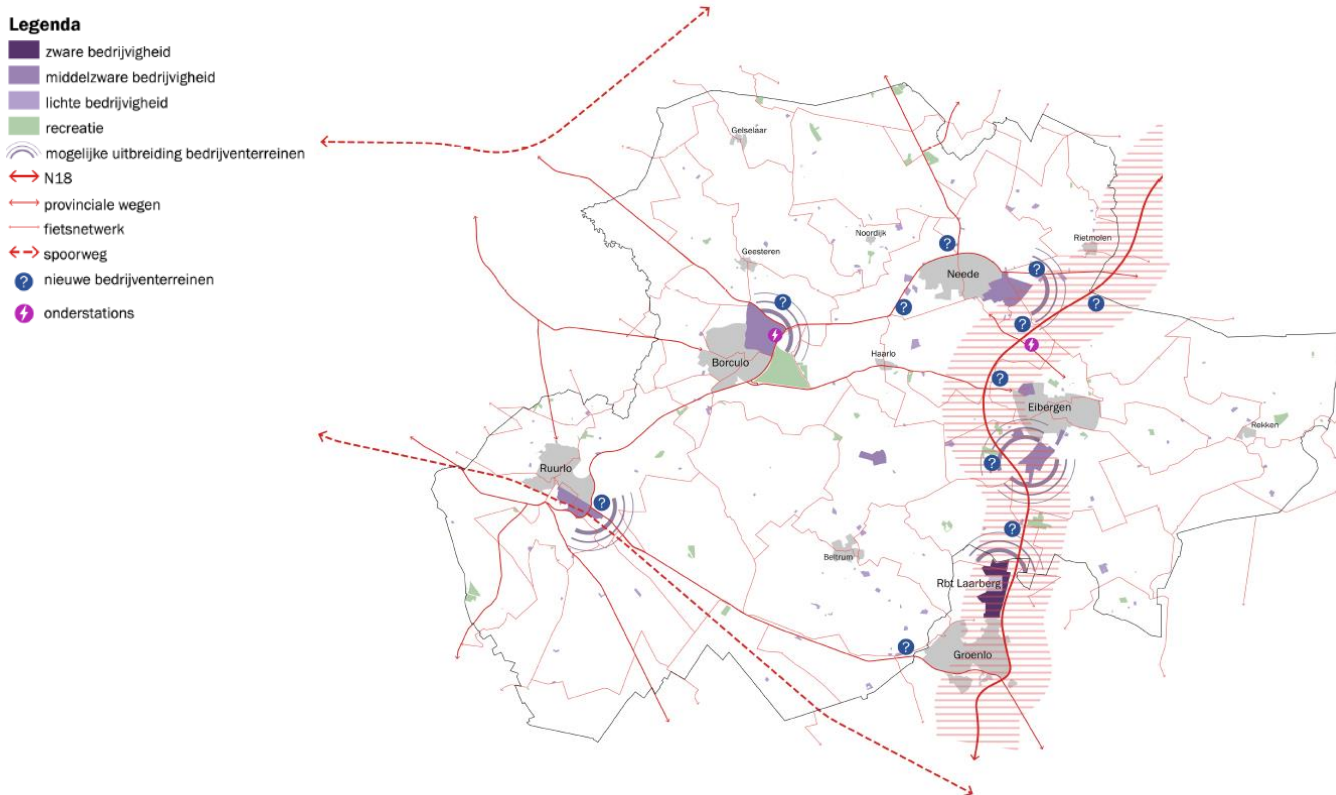 Legenda
zware bedrijvigheid
middelzware bedrijvigheid
lichte bedrijvigheid
recreatie
mogelijke uitbreiding bedrijventerreinen
N18
provinciale wegen
fietsnetwerk
spoorweg
? nieuwe bedrijventerreinen
onderstations
Gelselaar
Noordijk
Rietmolen
Geesteren
?
Neede
?
?
?
?
?
Haarlo
Borculo
?
Eibergen
Rekken
Ruurlo
?
?
?
Beltrum
Rbt Laarberg
?
Groenlo